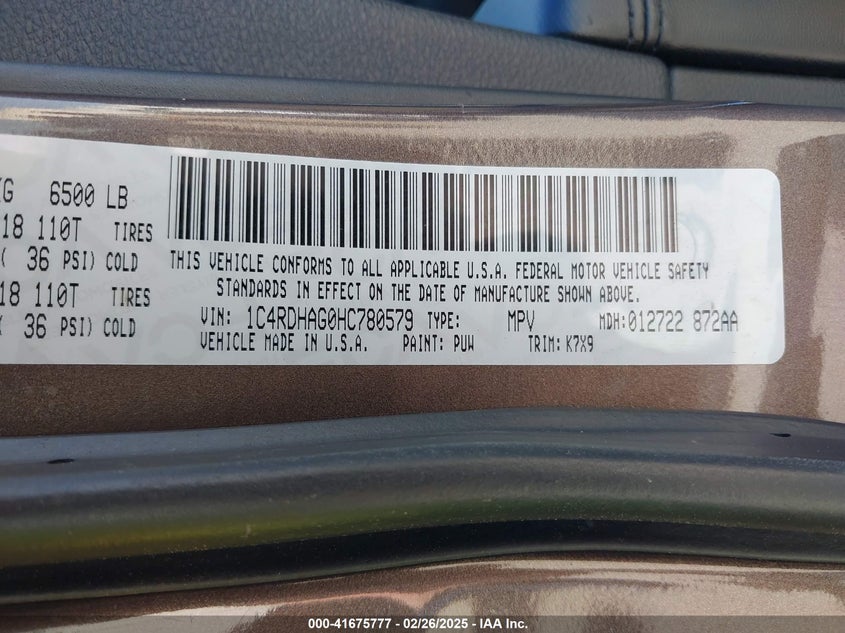 KG 6500 LB
18 110T TIRES
( 36 PSI) COLD
18 110T TIRES
( 36 PSI) COLD
THIS VEHICLE CONFORMS TO ALL APPLICABLE U.S.A. FEDERAL MOTOR VEHICLE SAFETY
STANDARDS IN EFFECT ON THE DATE OF MANUFACTURE SHOWN ABOVE.
VIN: 1C4RDHAG0HC780579 TYPE: MPV MDH:012722 872AA
VEHICLE MADE IN U.S.A. PAINT: PUW TRIM: K7X9
000-41675777 - 02/26/2025 - IAA Inc.